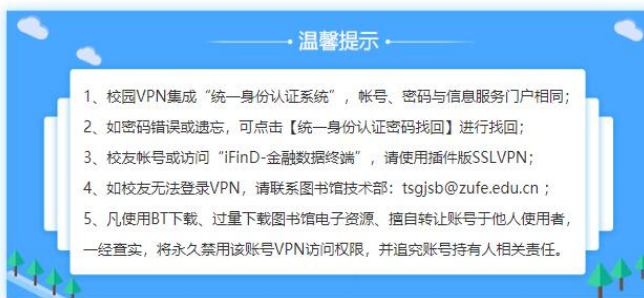 温馨提示
1、校园VPN集成“统一身份认证系统”，帐号、密码与信息服务门户相同；
2、如密码错误或遗忘，可点击【统一身份认证密码找回】进行找回；
3、校友帐号或访问“iFinD-金融数据终端”，请使用插件版SSLVPN；
4、如校友无法登录VPN，请联系图书馆技术部：tsgjsb@zufe.edu.cn；
5、凡使用BT下载、过量下载图书馆电子资源、擅自转让账号于他人使用者，
一经查实，将永久禁用该账号VPN访问权限，并追究账号持有人相关责任。